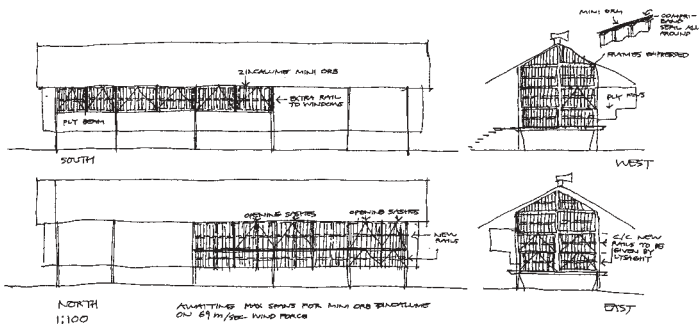 MINI ORB
COMPRI-
BAND
SEAL ALL
AROUND
FRAMES EXPRESSED
ZINCALUME MINI ORB
EXTRA RAIL
TO WINDOWS
PLY BEAM
PLY FINS
SOUTH
WEST
OPENING SASHES
OPENING SASHES
NEW
RAILS
C/C NEW
RAILS TO BE
GIVEN BY
LYSAGHT
NORTH
1:100
AWAITING MAX SPANS FOR MINI ORB ZINCALUME
ON 69 M/SEC WIND FORCE
EAST